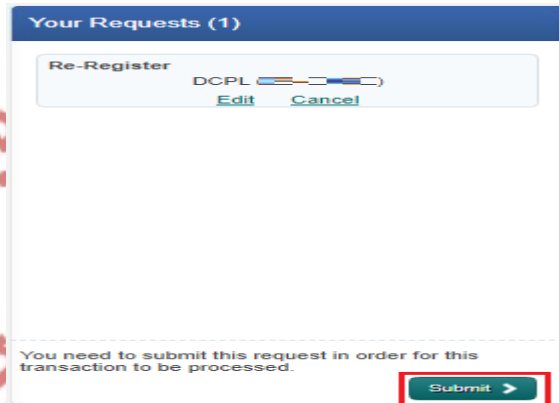 Your Requests (1)
Re-Register
DCPL
Edit Cancel
You need to submit this request in order for this
transaction to be processed.
Submit